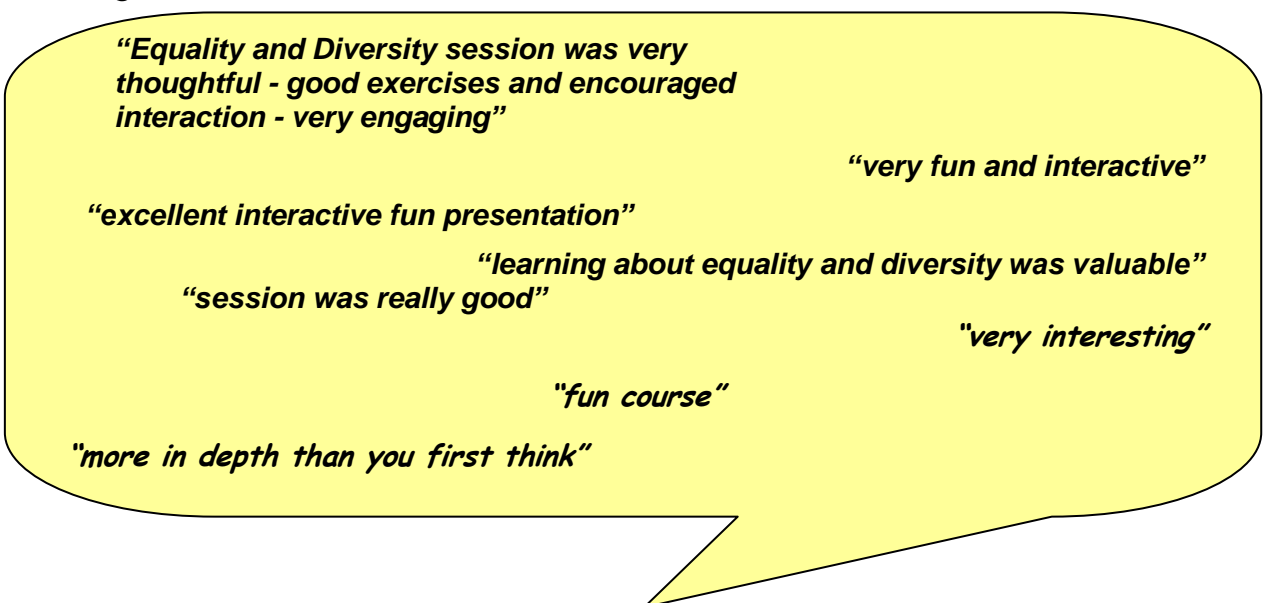 “Equality and Diversity session was very
thoughtful - good exercises and encouraged
interaction - very engaging”
“very fun and interactive”
“excellent interactive fun presentation”
“learning about equality and diversity was valuable”
“session was really good”
“very interesting”
“fun course”
“more in depth than you first think”